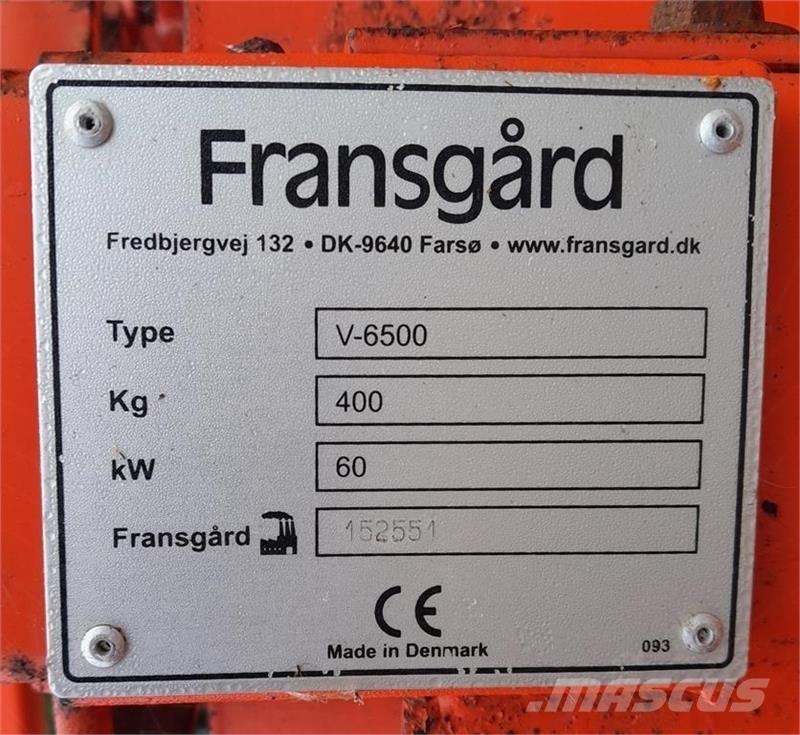 Fransgård
Fredbjergvej 132 • DK-9640 Farsø • www.fransgard.dk
Type V-6500
Kg 400
kW 60
Fransgård 152551
CE
Made in Denmark
093
MASCUS